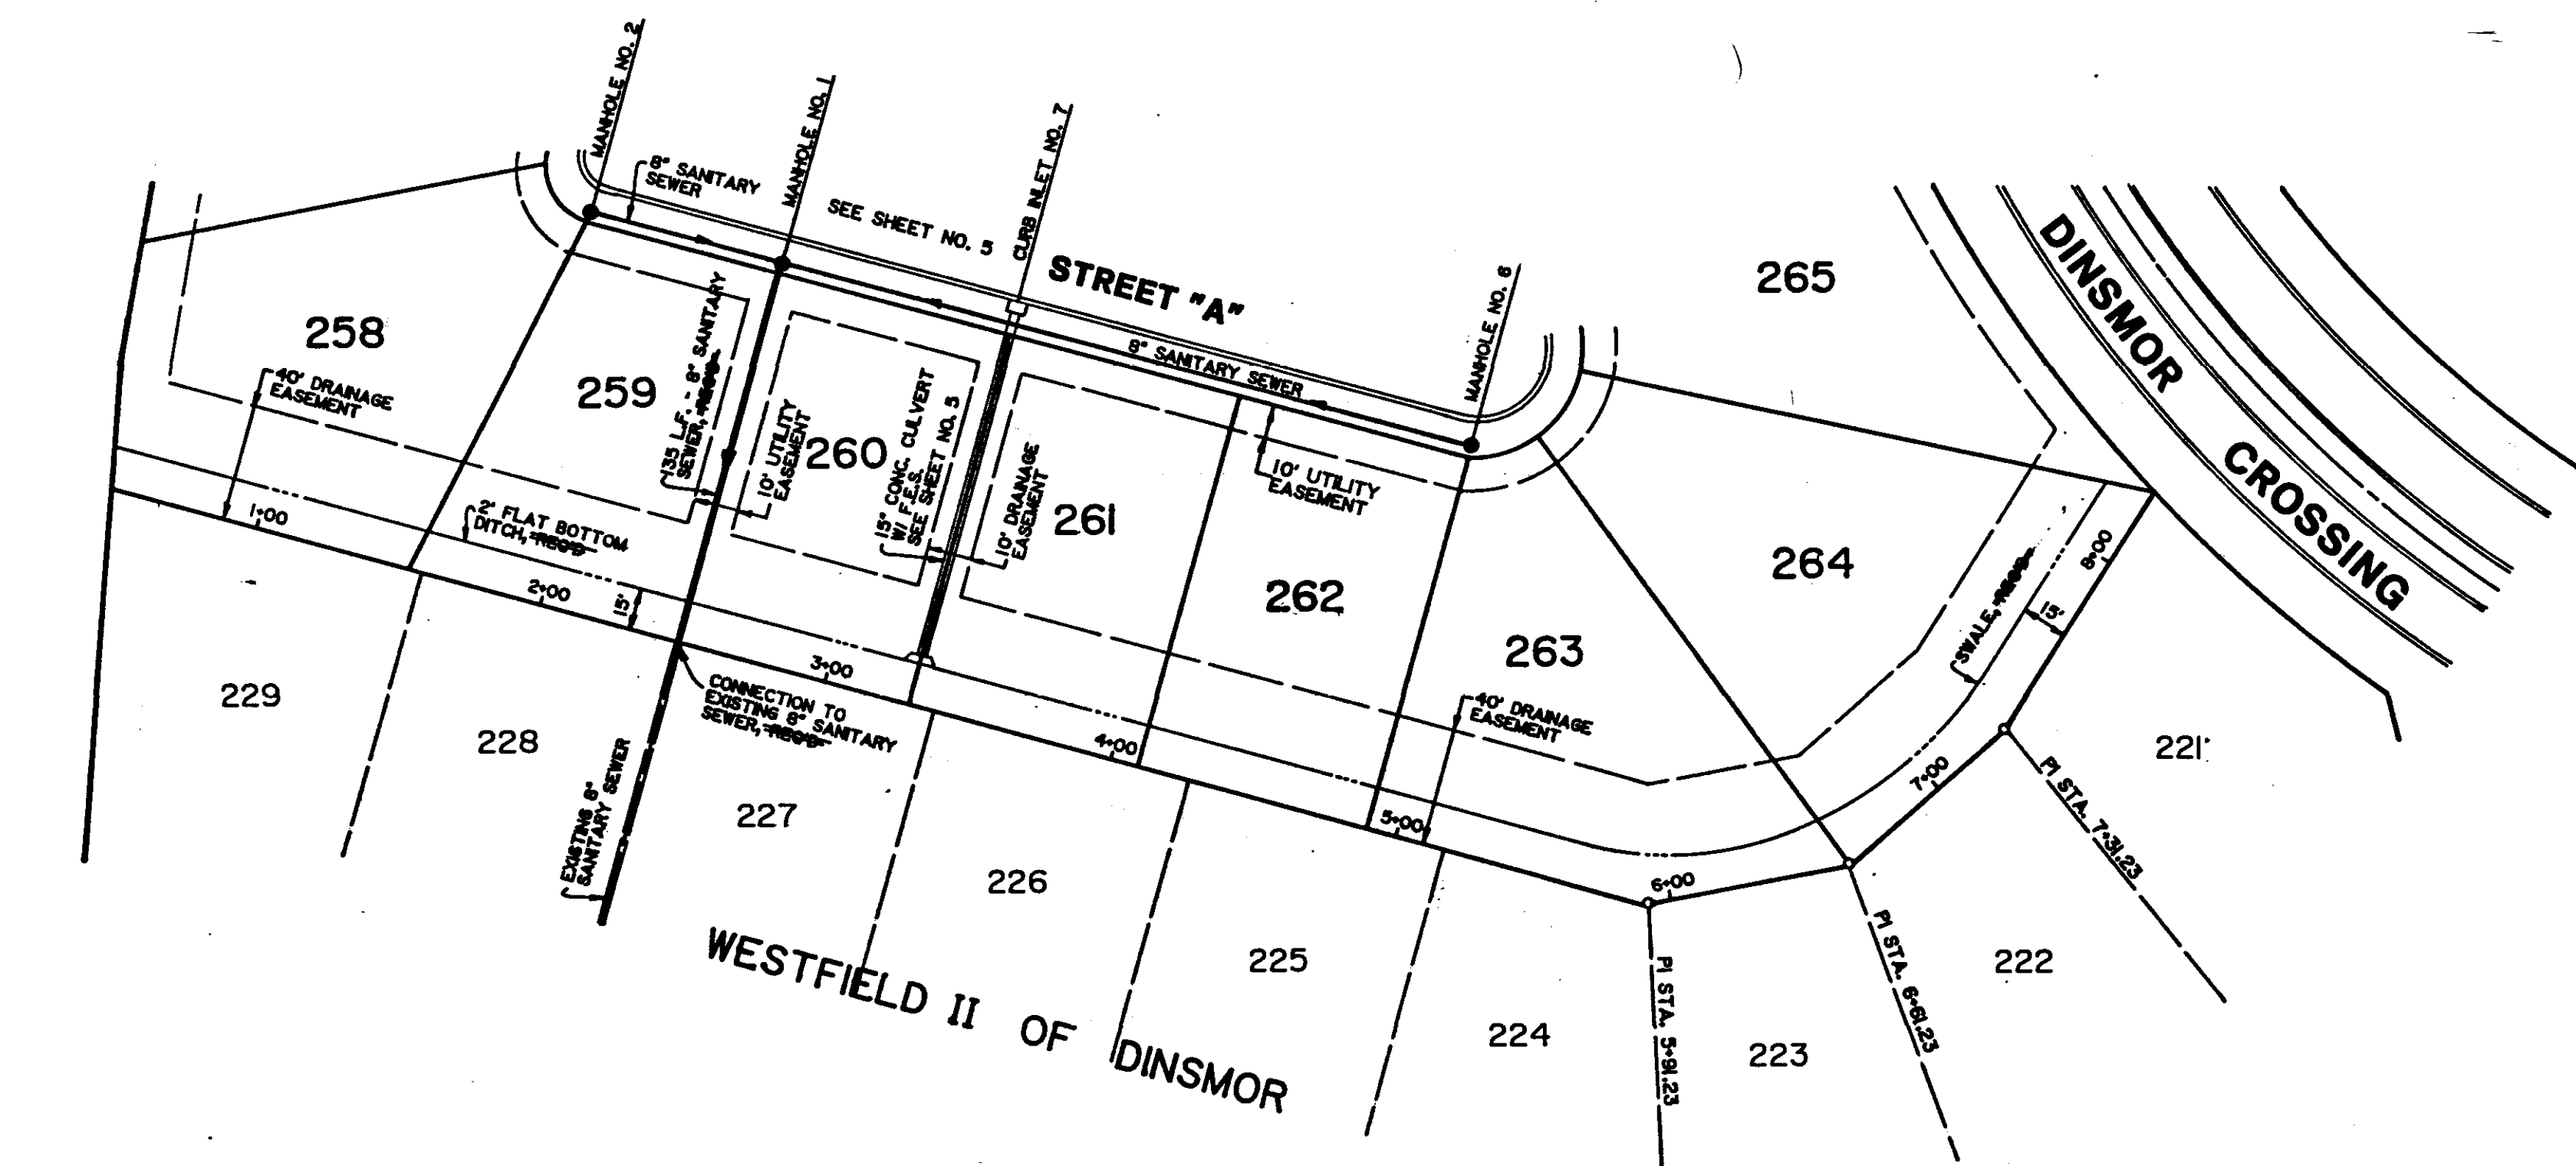 MANHOLE NO. 2
MANHOLE NO. 1
CURB INLET NO. 7
MANHOLE NO. 6
8" SANITARY
SEWER
SEE SHEET NO. 5
STREET "A"
8" SANITARY SEWER
DINSMOR
CROSSING
258
259
260
261
262
263
264
265
40' DRAINAGE
EASEMENT
135 L.F. - 8" SANITARY
SEWER, REQ'D
10' UTILITY
EASEMENT
15" CONC. CULVERT
W/ F.E.S.
SEE SHEET NO. 5
10' DRAINAGE
EASEMENT
10' UTILITY
EASEMENT
2' FLAT BOTTOM
DITCH, REQ'D
15'
1+00
2+00
3+00
4+00
5+00
6+00
7+00
8+00
CONNECTION TO
EXISTING 8" SANITARY
SEWER, REQ'D
EXISTING 8"
SANITARY SEWER
40' DRAINAGE
EASEMENT
SWALE, REQ'D
15'
229
228
227
226
225
224
223
222
221
PI STA. 5+91.23
PI STA. 6+61.23
PI STA. 7+31.23
WESTFIELD II OF DINSMOR